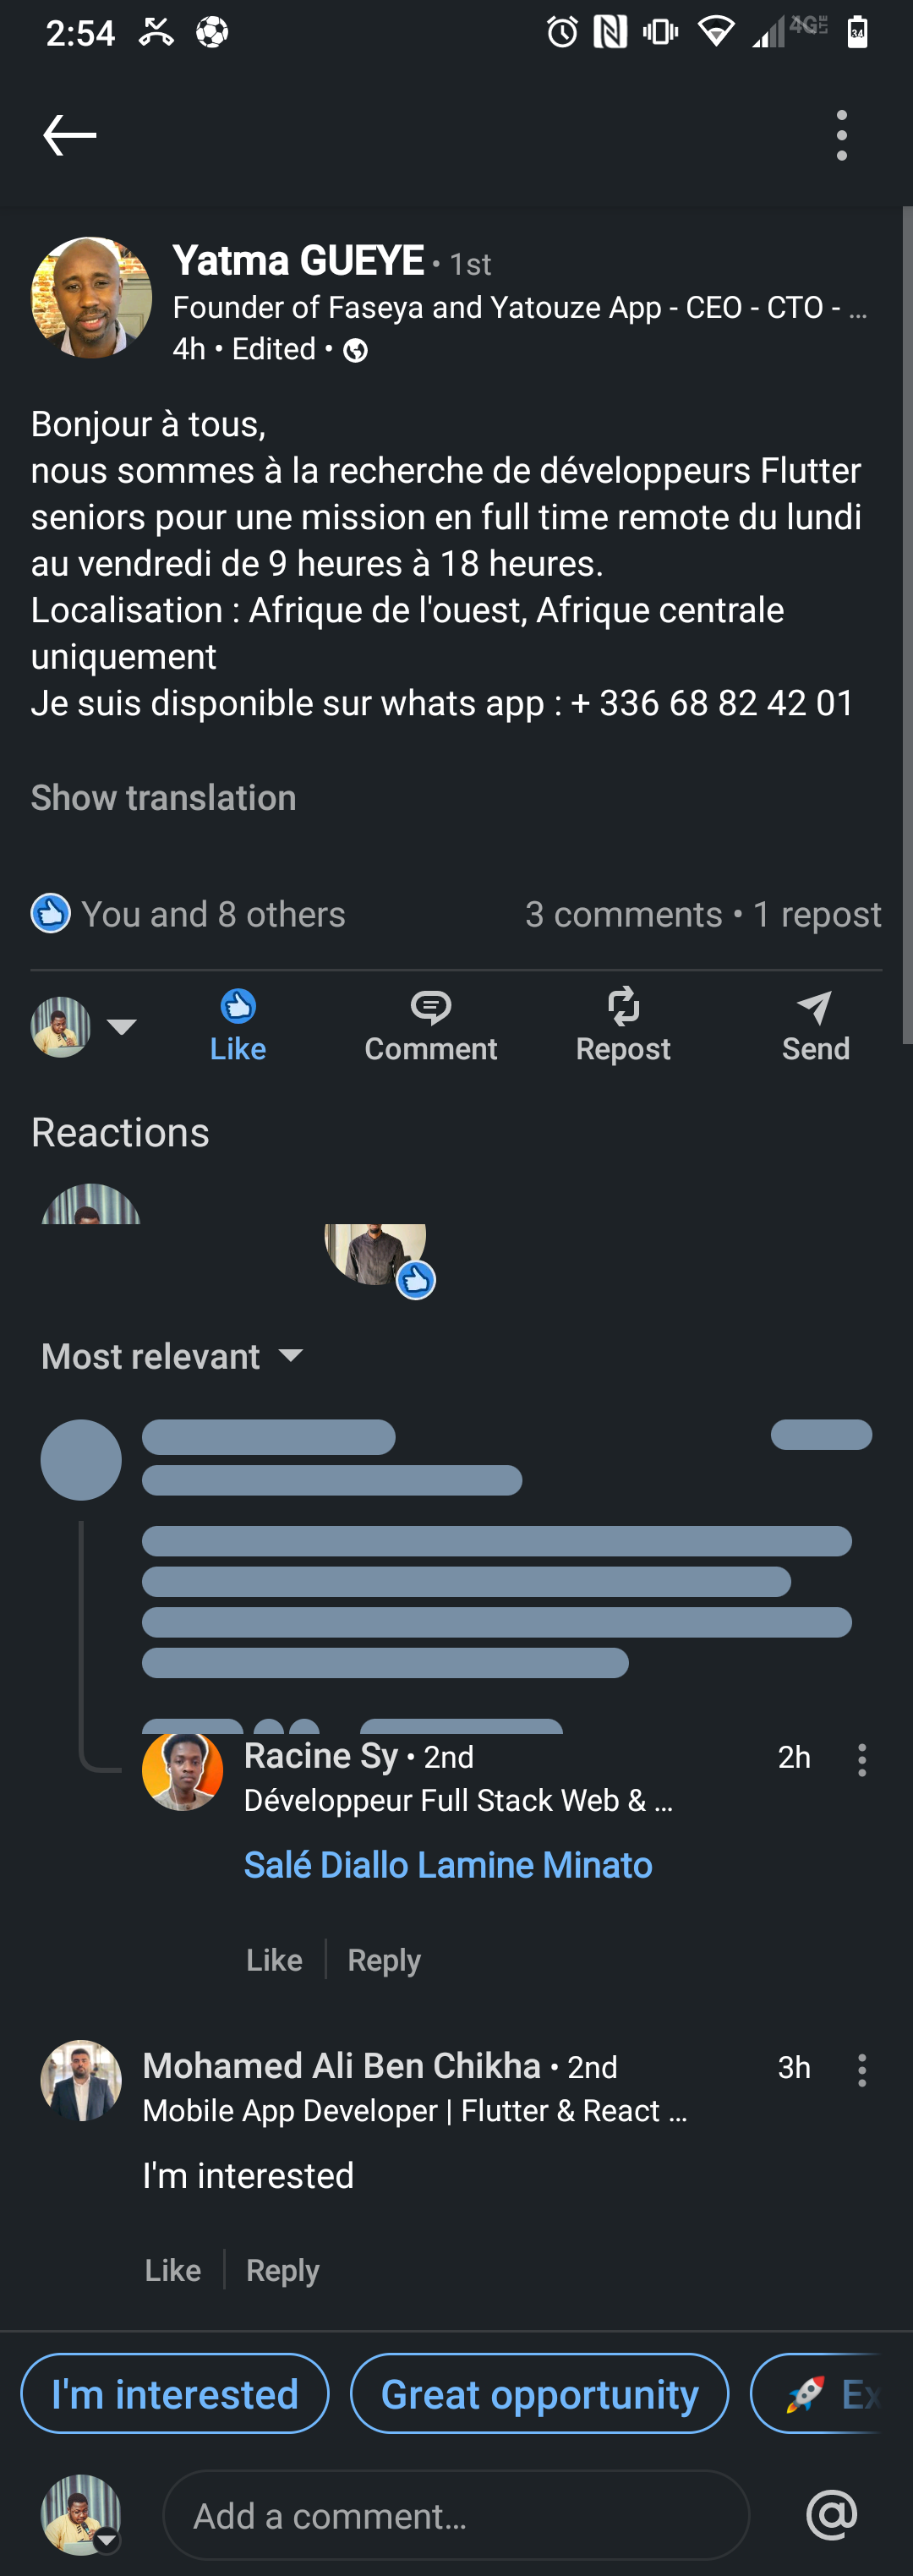 2:54
4G LTE
34
Yatma GUEYE • 1st
Founder of Faseya and Yatouze App - CEO - CTO - ...
4h • Edited •
Bonjour à tous,
nous sommes à la recherche de développeurs Flutter
seniors pour une mission en full time remote du lundi
au vendredi de 9 heures à 18 heures.
Localisation : Afrique de l'ouest, Afrique centrale
uniquement
Je suis disponible sur whats app : + 336 68 82 42 01
Show translation
You and 8 others
3 comments • 1 repost
Like
Comment
Repost
Send
Reactions
Most relevant
Racine Sy • 2nd
2h
Développeur Full Stack Web & ...
Salé Diallo Lamine Minato
Like
Reply
Mohamed Ali Ben Chikha • 2nd
3h
Mobile App Developer | Flutter & React ...
I'm interested
Like
Reply
I'm interested
Great opportunity
🚀 Ex
Add a comment...
@